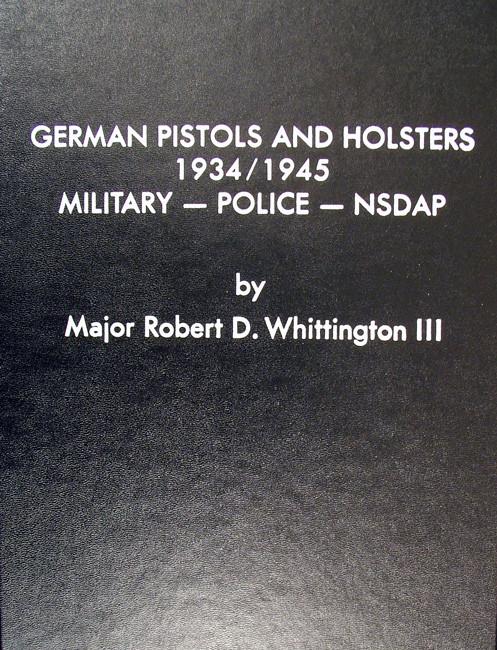 GERMAN PISTOLS AND HOLSTERS
1934/1945
MILITARY — POLICE — NSDAP
by
Major Robert D. Whittington III